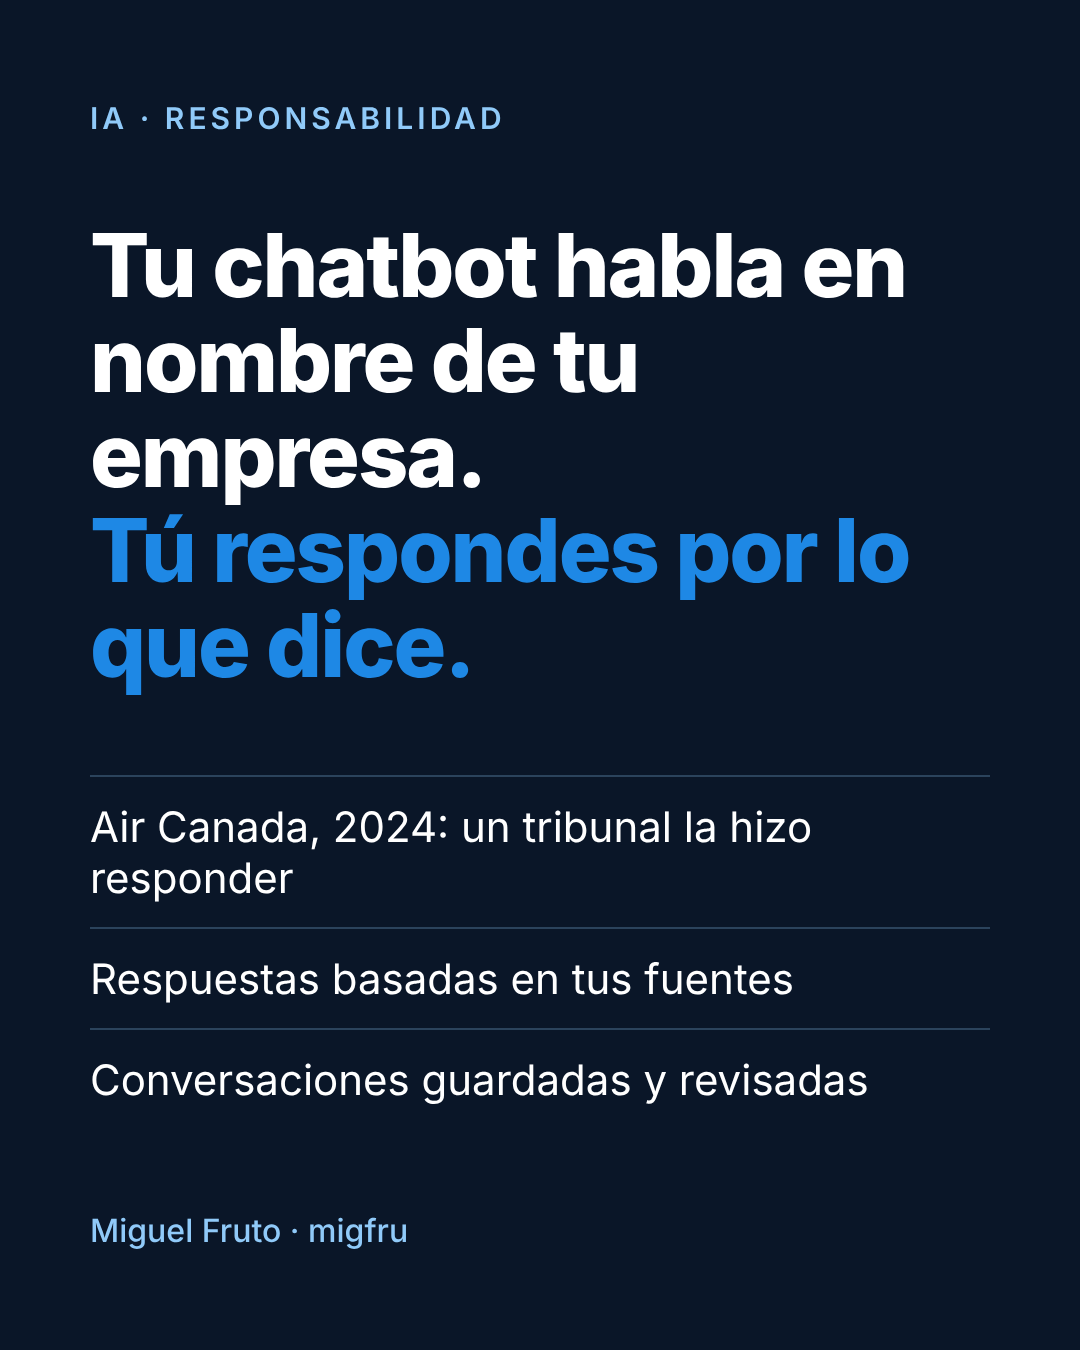 IA · RESPONSABILIDAD
Tu chatbot habla en
nombre de tu
empresa.
Tú respondes por lo
que dice.
Air Canada, 2024: un tribunal la hizo
responder
Respuestas basadas en tus fuentes
Conversaciones guardadas y revisadas
Miguel Fruto · migfru